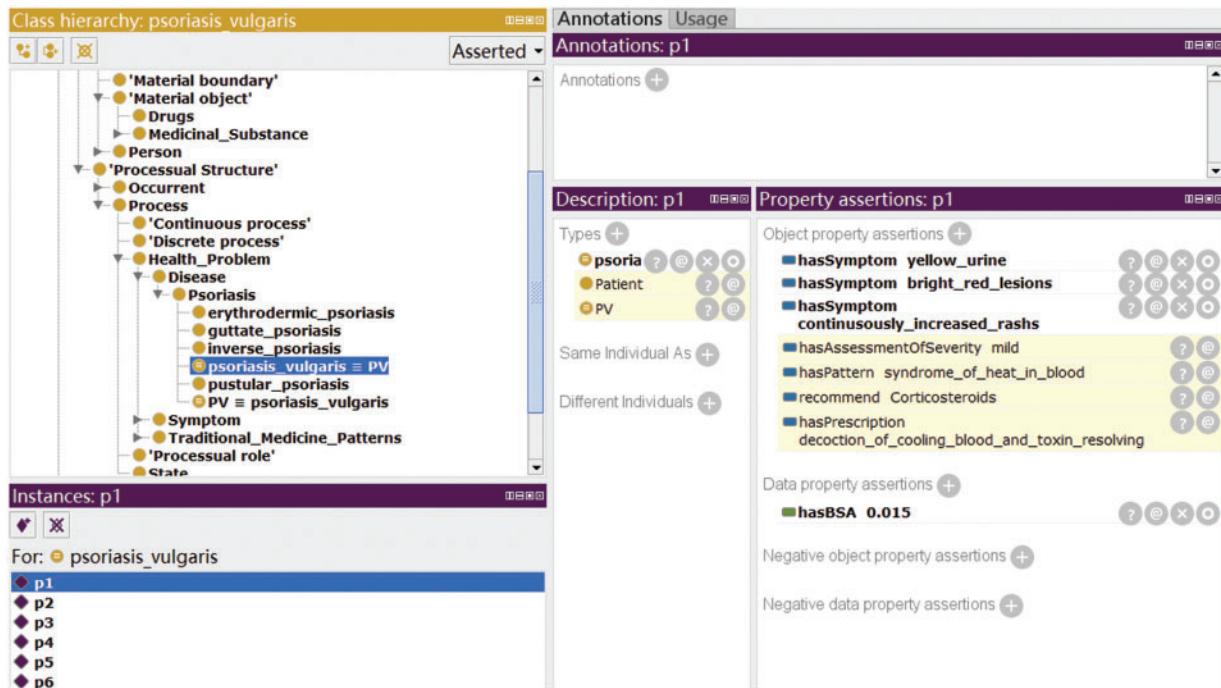 Class hierarchy: psoriasis_vulgaris
Asserted
'Material boundary'
'Material object'
Drugs
Medicinal_Substance
Person
'Processual Structure'
Occurrent
Process
'Continuous process'
'Discrete process'
Health_Problem
Disease
Psoriasis
erythrodermic_psoriasis
guttate_psoriasis
inverse_psoriasis
psoriasis_vulgaris ≡ PV
pustular_psoriasis
PV ≡ psoriasis_vulgaris
Symptom
Traditional_Medicine_Patterns
'Processual role'
State
Instances: p1
For: psoriasis_vulgaris
p1
p2
p3
p4
p5
p6
Annotations Usage
Annotations: p1
Annotations
Description: p1
Types
psoria
Patient
PV
Same Individual As
Different Individuals
Property assertions: p1
Object property assertions
hasSymptom yellow_urine
hasSymptom bright_red_lesions
hasSymptom
continusously_increased_rashs
hasAssessmentOfSeverity mild
hasPattern syndrome_of_heat_in_blood
recommend Corticosteroids
hasPrescription
decoction_of_cooling_blood_and_toxin_resolving
Data property assertions
hasBSA 0.015
Negative object property assertions
Negative data property assertions